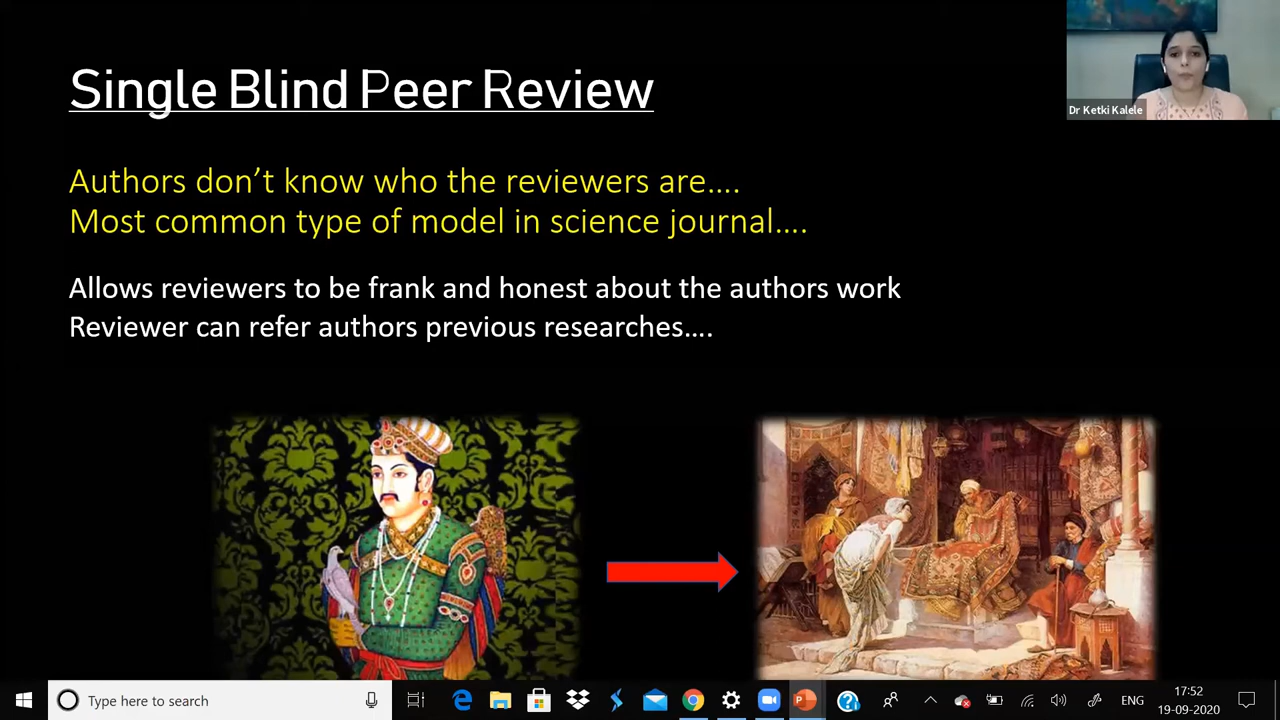 Single Blind Peer Review
Dr Ketki Kalele
Authors don’t know who the reviewers are….
Most common type of model in science journal….
Allows reviewers to be frank and honest about the authors work
Reviewer can refer authors previous researches….
Type here to search
ENG
17:52
19-09-2020